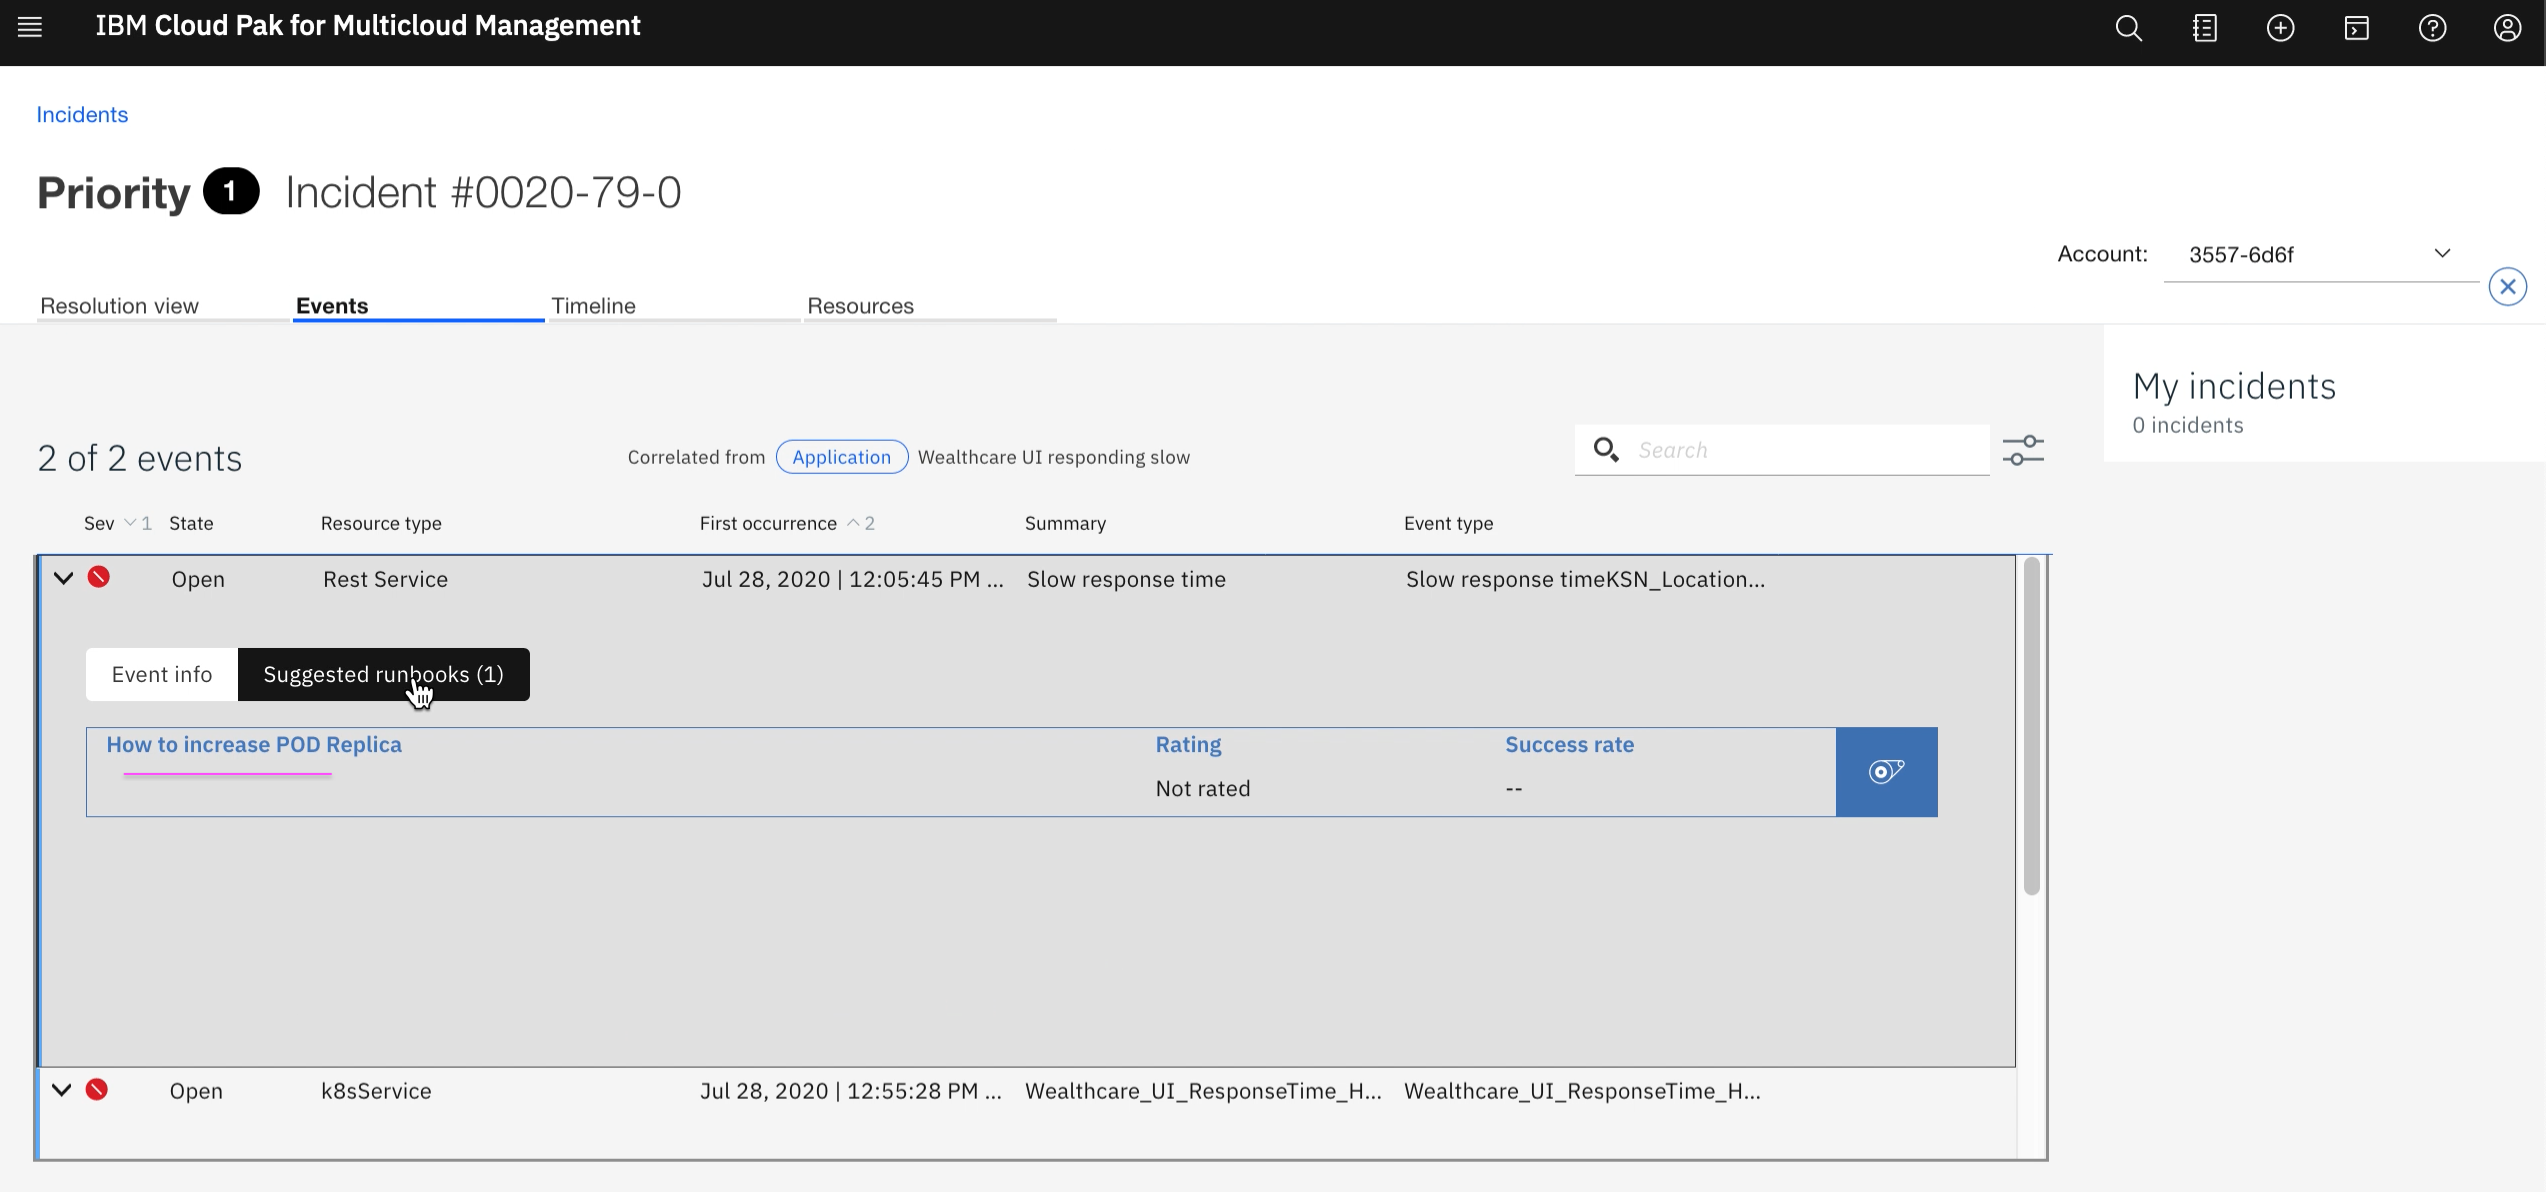 IBM Cloud Pak for Multicloud Management
Incidents
Priority 1 Incident #0020-79-0
Account: 3557-6d6f
Resolution view Events Timeline Resources
My incidents
0 incidents
2 of 2 events Correlated from Application Wealthcare UI responding slow Search
Sev 1 State Resource type First occurrence 2 Summary Event type
Open Rest Service Jul 28, 2020 | 12:05:45 PM ... Slow response time Slow response timeKSN_Location...
Event info Suggested runbooks (1)
How to increase POD Replica Rating Success rate
Not rated --
Open k8sService Jul 28, 2020 | 12:55:28 PM ... Wealthcare_UI_ResponseTime_H... Wealthcare_UI_ResponseTime_H...